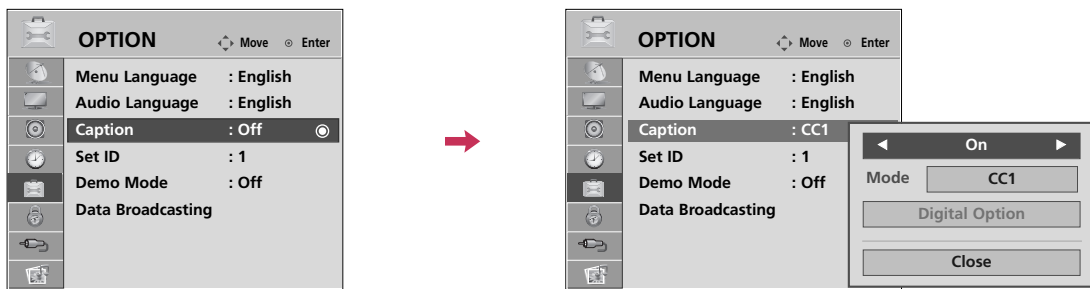 OPTION Move Enter
Menu Language : English
Audio Language : English
Caption : Off
Set ID : 1
Demo Mode : Off
Data Broadcasting
OPTION Move Enter
Menu Language : English
Audio Language : English
Caption : CC1
Set ID : 1
Demo Mode : Off
Data Broadcasting
On
Mode CC1
Digital Option
Close